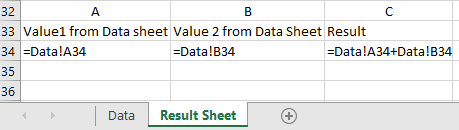 32 A B C
33 Value1 from Data sheet Value 2 from Data Sheet Result
34 =Data!A34 =Data!B34 =Data!A34+Data!B34
35
36
Data Result Sheet